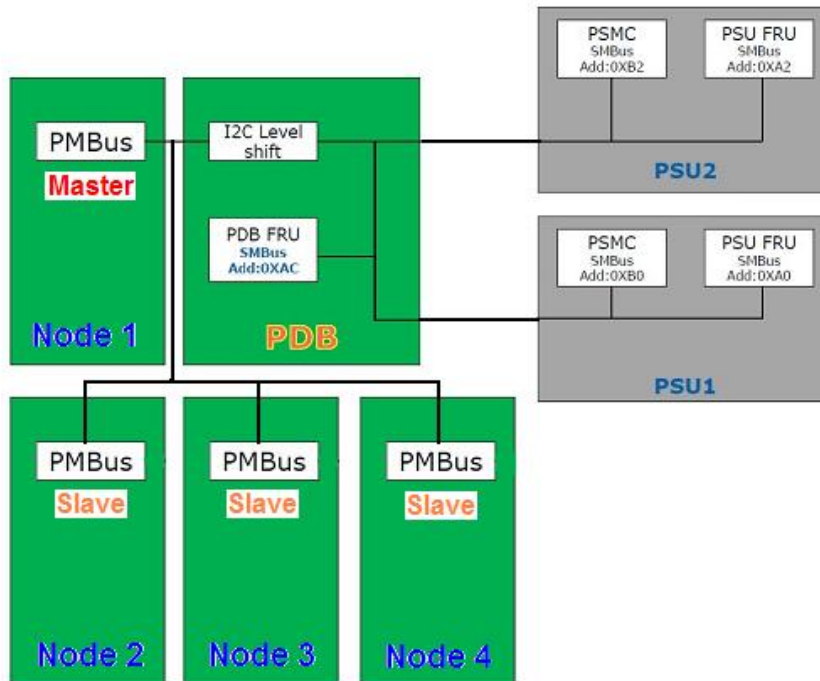 PSMC
SMBus
Add:0XB2
PSU FRU
SMBus
Add:0XA2
PSU2
PMBus
Master
Node 1
I2C Level
shift
PDB FRU
SMBus
Add:0XAC
PDB
PSMC
SMBus
Add:0XB0
PSU FRU
SMBus
Add:0XA0
PSU1
PMBus
Slave
Node 2
PMBus
Slave
Node 3
PMBus
Slave
Node 4